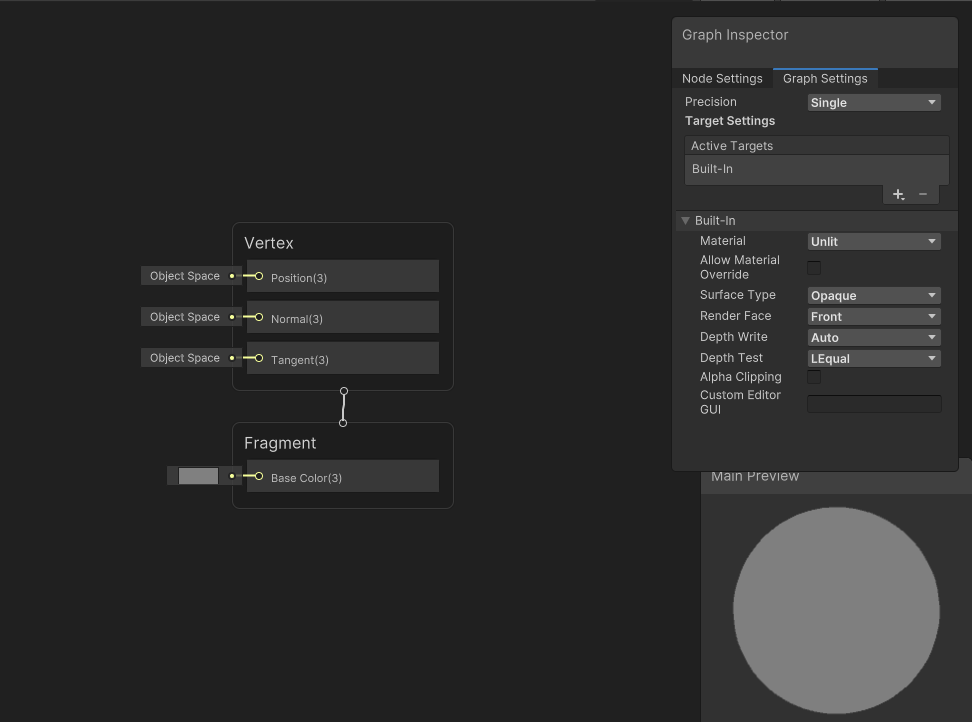 Graph Inspector
Node Settings Graph Settings
Precision Single
Target Settings
Active Targets
Built-In
Built-In
Material Unlit
Allow Material
Override
Surface Type Opaque
Render Face Front
Depth Write Auto
Depth Test LEqual
Alpha Clipping
Custom Editor
GUI
Vertex
Object Space Position(3)
Object Space Normal(3)
Object Space Tangent(3)
Fragment
Base Color(3)
Main Preview